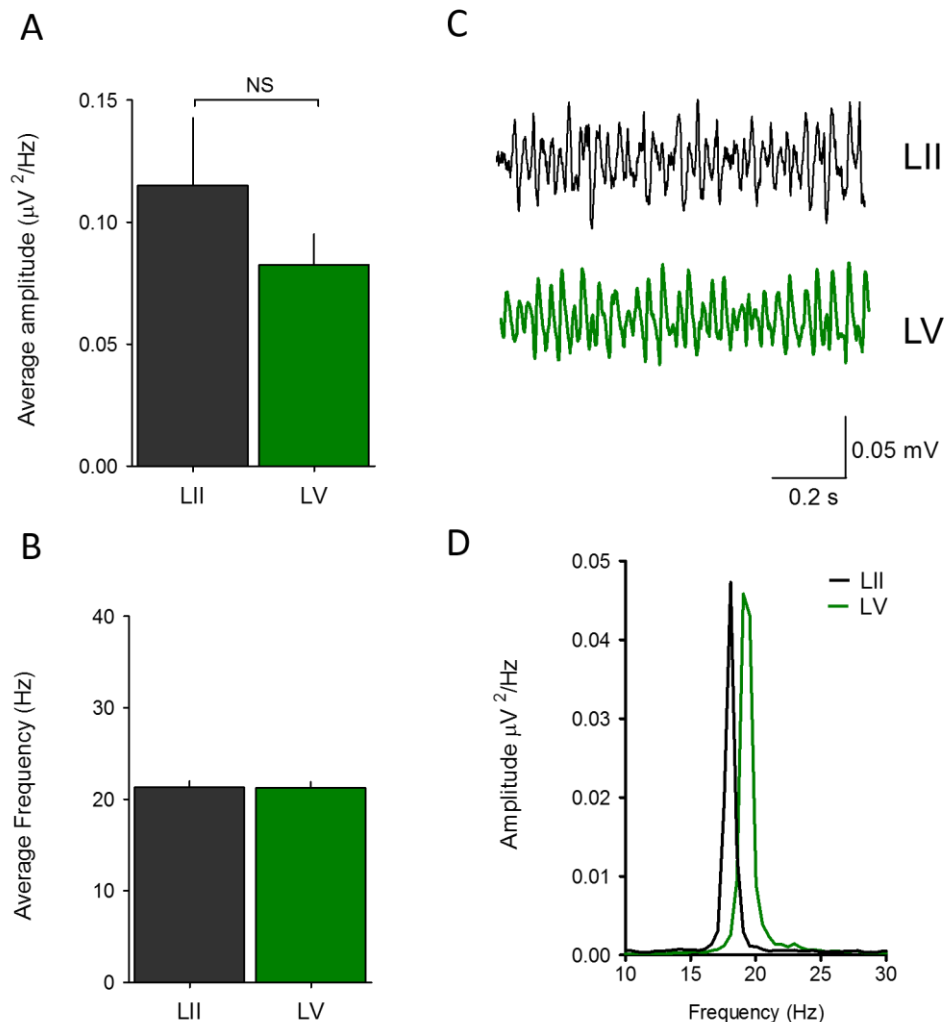 A
NS
Average amplitude (µV ²/Hz)
0.15
0.10
0.05
0.00
LII LV
B
Average Frequency (Hz)
40
30
20
10
0
LII LV
C
LII
LV
0.05 mV
0.2 s
D
Amplitude µV ²/Hz
0.05
0.04
0.03
0.02
0.01
0.00
LII
LV
10 15 20 25 30
Frequency (Hz)